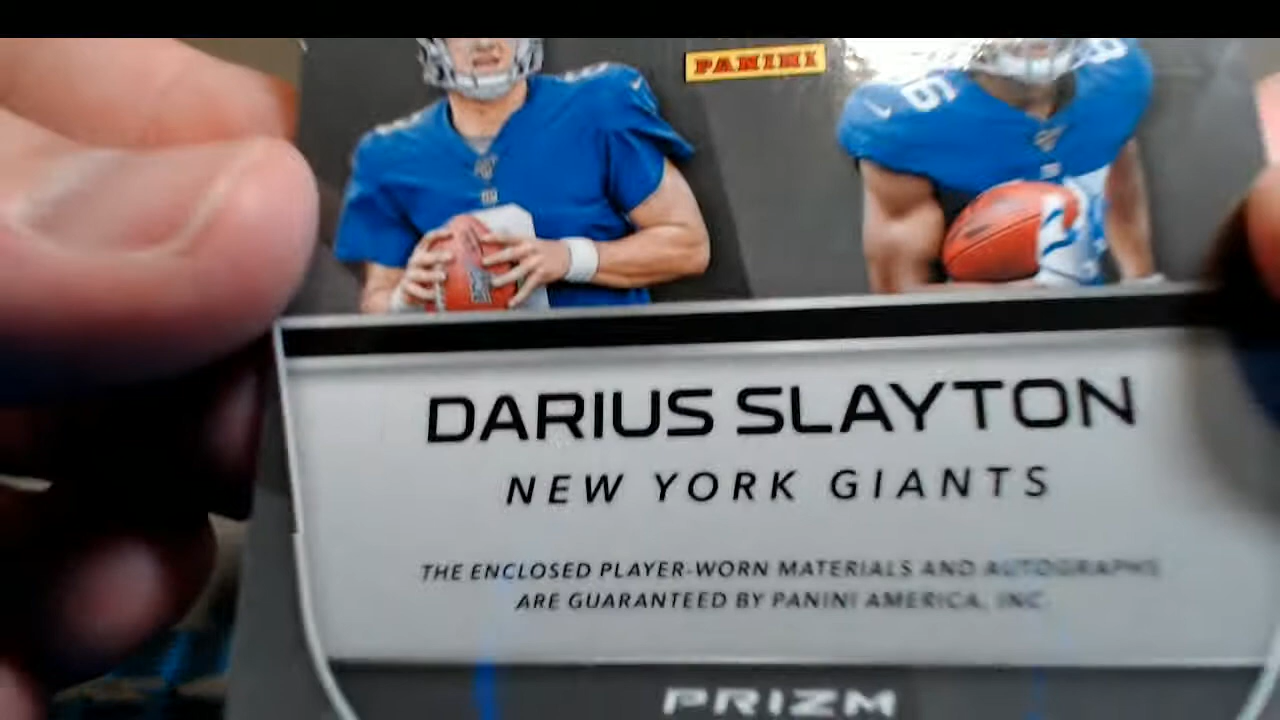 PANINI
86
DARIUS SLAYTON
NEW YORK GIANTS
THE ENCLOSED PLAYER-WORN MATERIALS AND AUTOGRAPHS
ARE GUARANTEED BY PANINI AMERICA, INC.
PRIZM